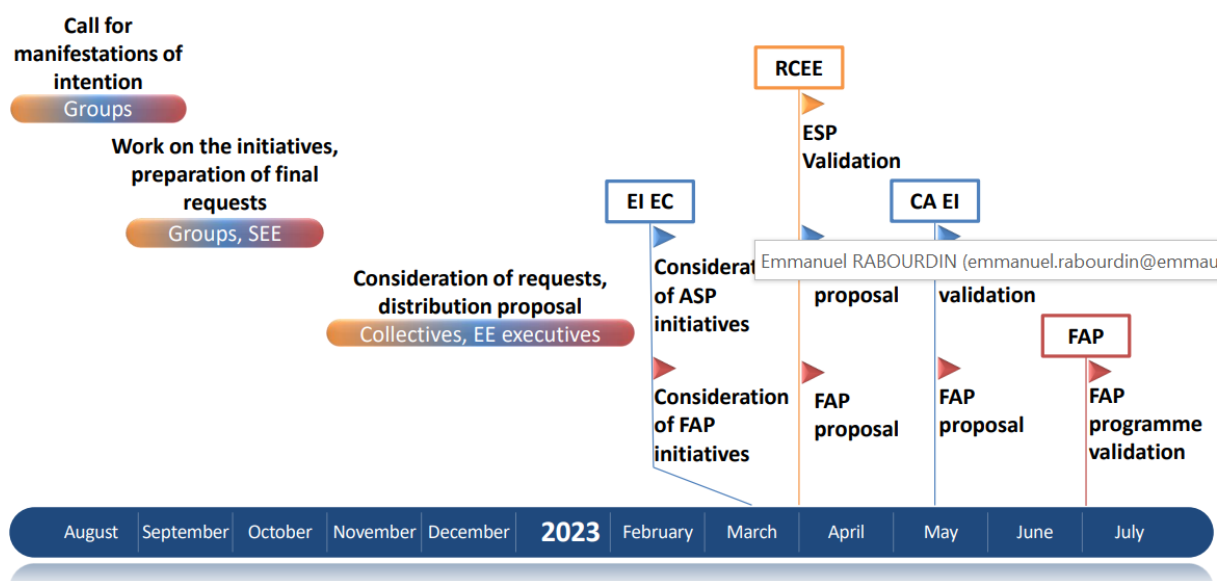 Call for
manifestations of
intention
Groups
Work on the initiatives,
preparation of final
requests
Groups, SEE
Consideration of requests,
distribution proposal
Collectives, EE executives
EI EC
Considerat
of ASP
initiatives
Consideration
of FAP
initiatives
RCEE
ESP
Validation
Emmanuel RABOURDIN (emmanuel.rabourdin@emmau
proposal
FAP
proposal
CA EI
validation
FAP
proposal
FAP
FAP
programme
validation
August September October November December 2023 February March April May June July